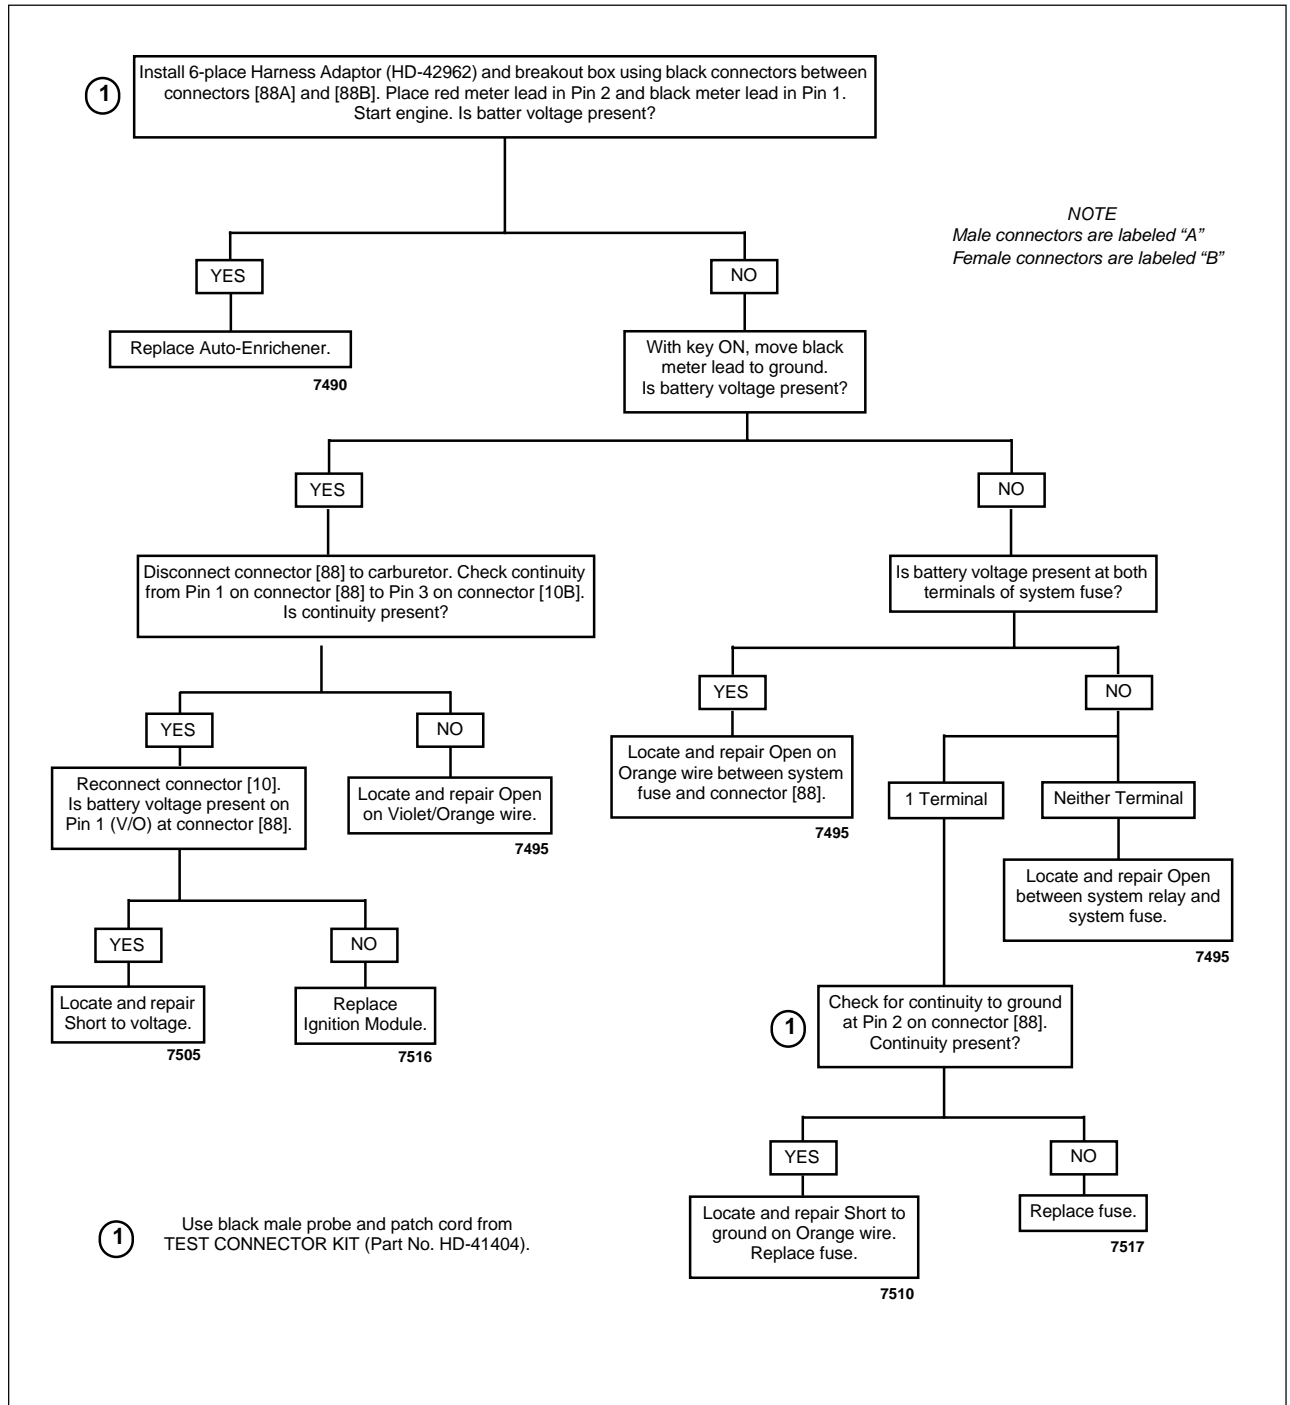 1
Install 6-place Harness Adaptor (HD-42962) and breakout box using black connectors between
connectors [88A] and [88B]. Place red meter lead in Pin 2 and black meter lead in Pin 1.
Start engine. Is batter voltage present?
NOTE
Male connectors are labeled “A”
Female connectors are labeled “B”
YES
NO
Replace Auto-Enrichener.
7490
With key ON, move black
meter lead to ground.
Is battery voltage present?
YES
NO
Disconnect connector [88] to carburetor. Check continuity
from Pin 1 on connector [88] to Pin 3 on connector [10B].
Is continuity present?
Is battery voltage present at both
terminals of system fuse?
YES
NO
YES
NO
Reconnect connector [10].
Is battery voltage present on
Pin 1 (V/O) at connector [88].
Locate and repair Open
on Violet/Orange wire.
7495
Locate and repair Open on
Orange wire between system
fuse and connector [88].
7495
1 Terminal
Neither Terminal
Locate and repair Open
between system relay and
system fuse.
7495
YES
NO
Locate and repair
Short to voltage.
7505
Replace
Ignition Module.
7516
1
Check for continuity to ground
at Pin 2 on connector [88].
Continuity present?
YES
NO
Locate and repair Short to
ground on Orange wire.
Replace fuse.
7510
Replace fuse.
7517
1
Use black male probe and patch cord from
TEST CONNECTOR KIT (Part No. HD-41404).